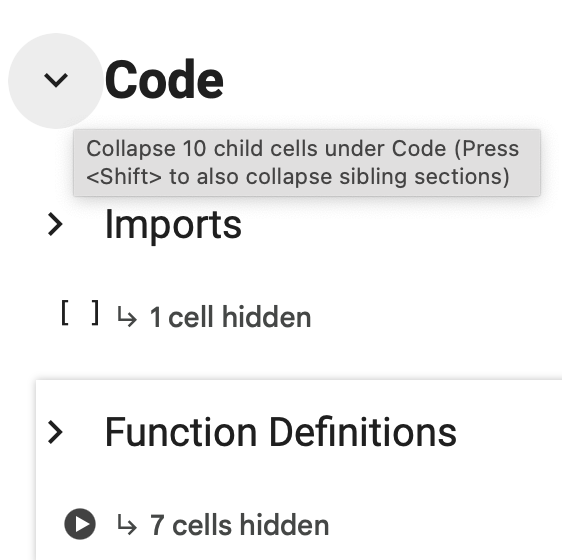 Code
Collapse 10 child cells under Code (Press
<Shift> to also collapse sibling sections)
Imports
[ ] ↳ 1 cell hidden
Function Definitions
↳ 7 cells hidden